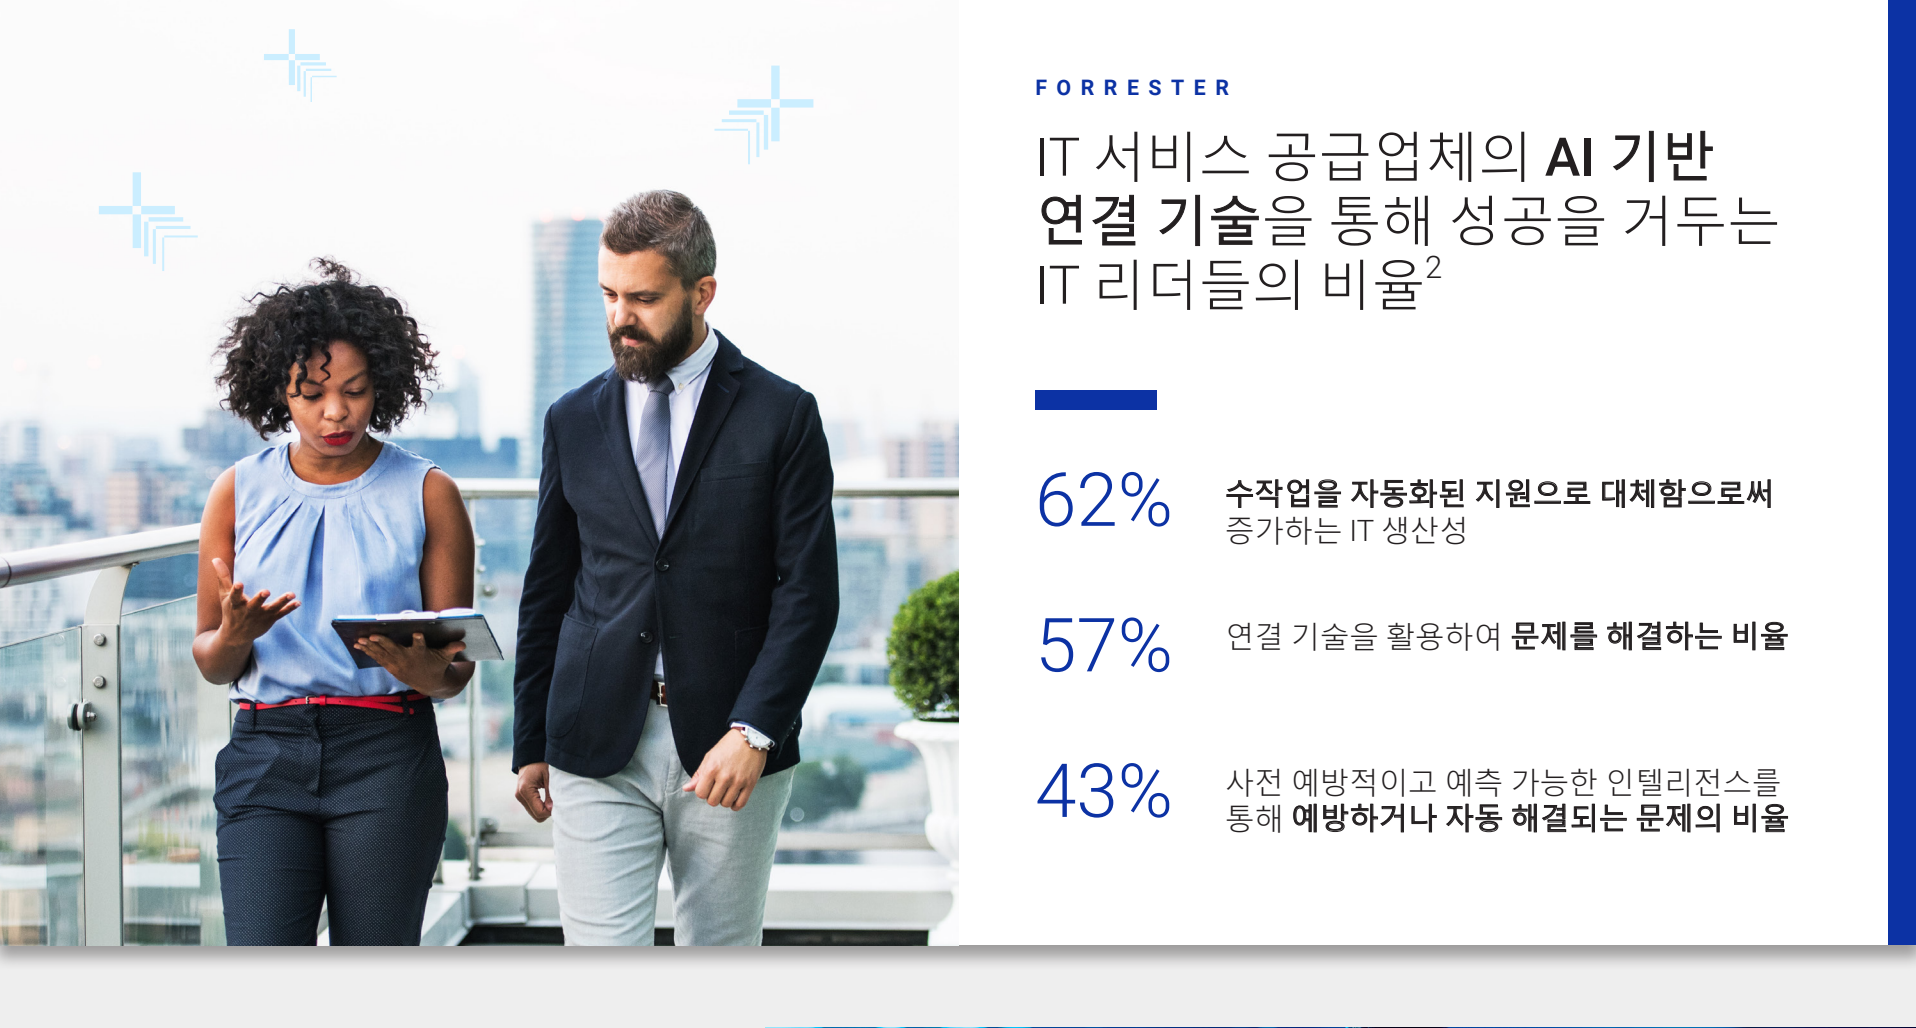 FORRESTER
IT 서비스 공급업체의 AI 기반
연결 기술을 통해 성공을 거두는
IT 리더들의 비율2
62%
수작업을 자동화된 지원으로 대체함으로써
증가하는 IT 생산성
57%
연결 기술을 활용하여 문제를 해결하는 비율
43%
사전 예방적이고 예측 가능한 인텔리전스를
통해 예방하거나 자동 해결되는 문제의 비율